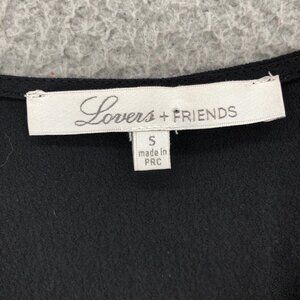 Lovers + FRIENDS
S
made in
PRC